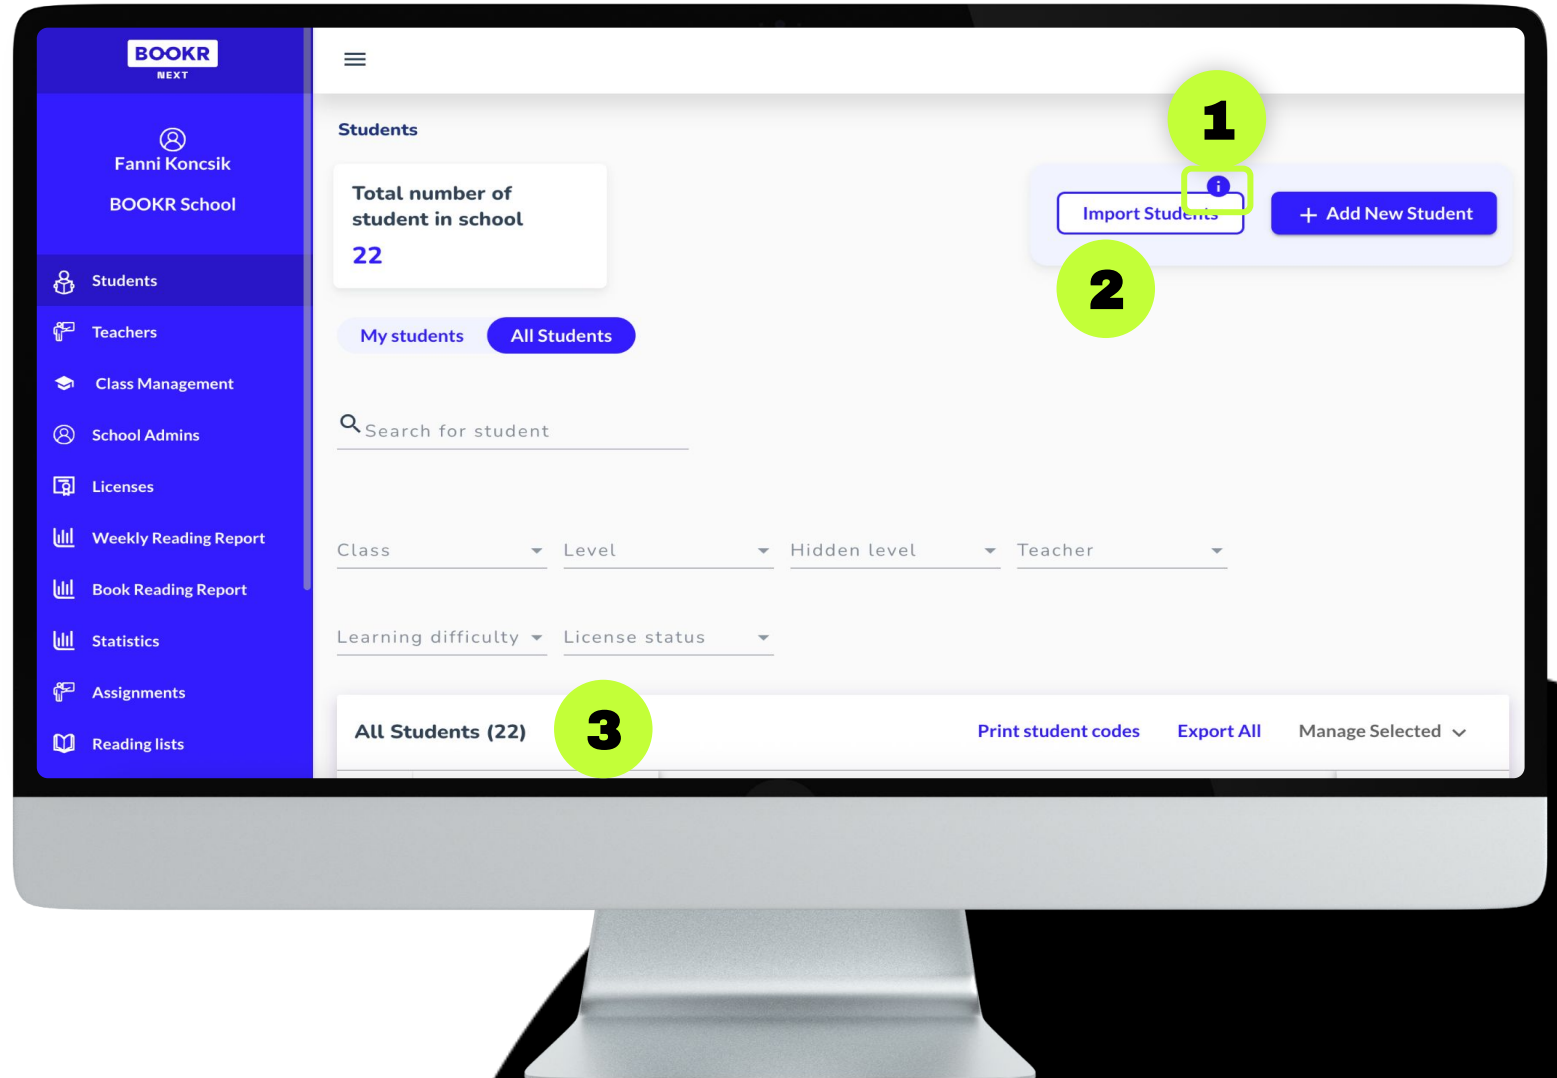 BOOKR
NEXT
Fanni Koncsik
BOOKR School
Students
Teachers
Class Management
School Admins
Licenses
Weekly Reading Report
Book Reading Report
Statistics
Assignments
Reading lists
Students
Total number of
student in school
22
1
i
Import Students
+ Add New Student
2
My students
All Students
Search for student
Class
Level
Hidden level
Teacher
Learning difficulty
License status
All Students (22)
3
Print student codes
Export All
Manage Selected